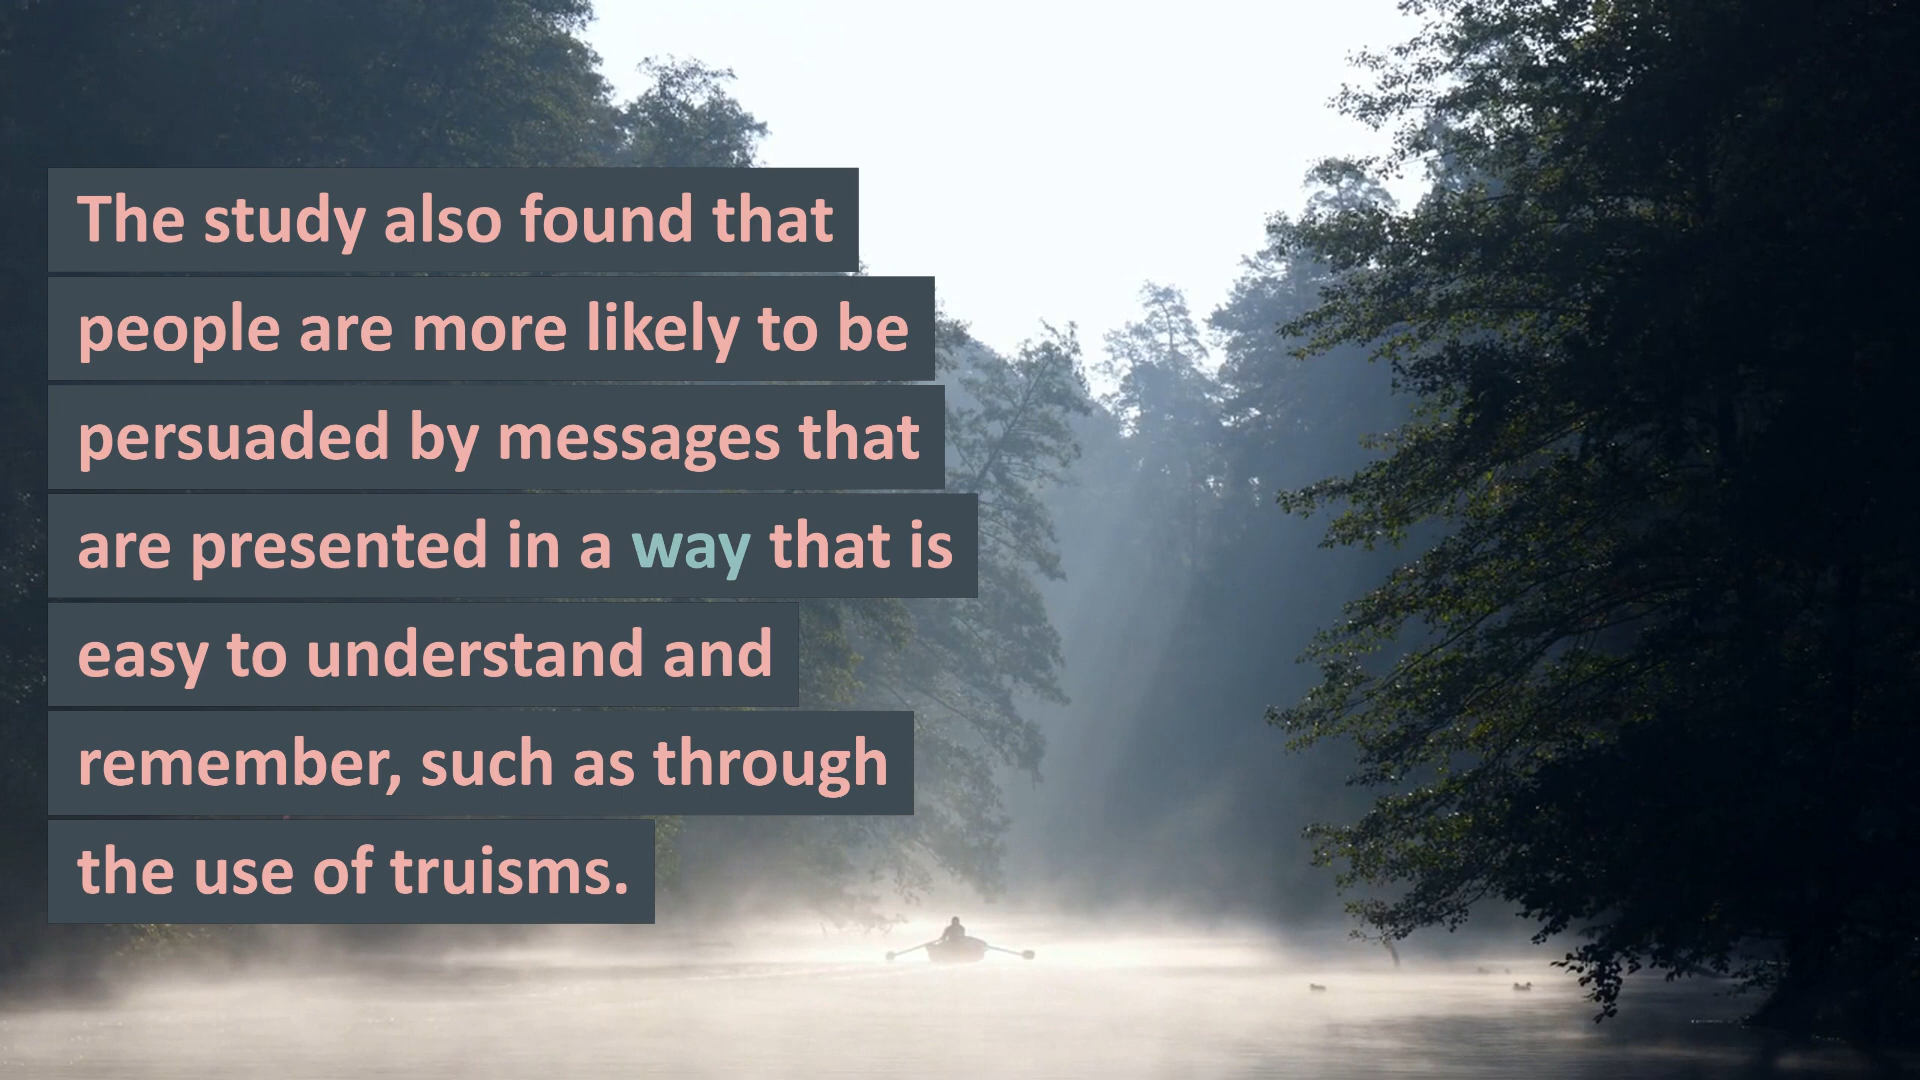 The study also found that
people are more likely to be
persuaded by messages that
are presented in a way that is
easy to understand and
remember, such as through
the use of truisms.